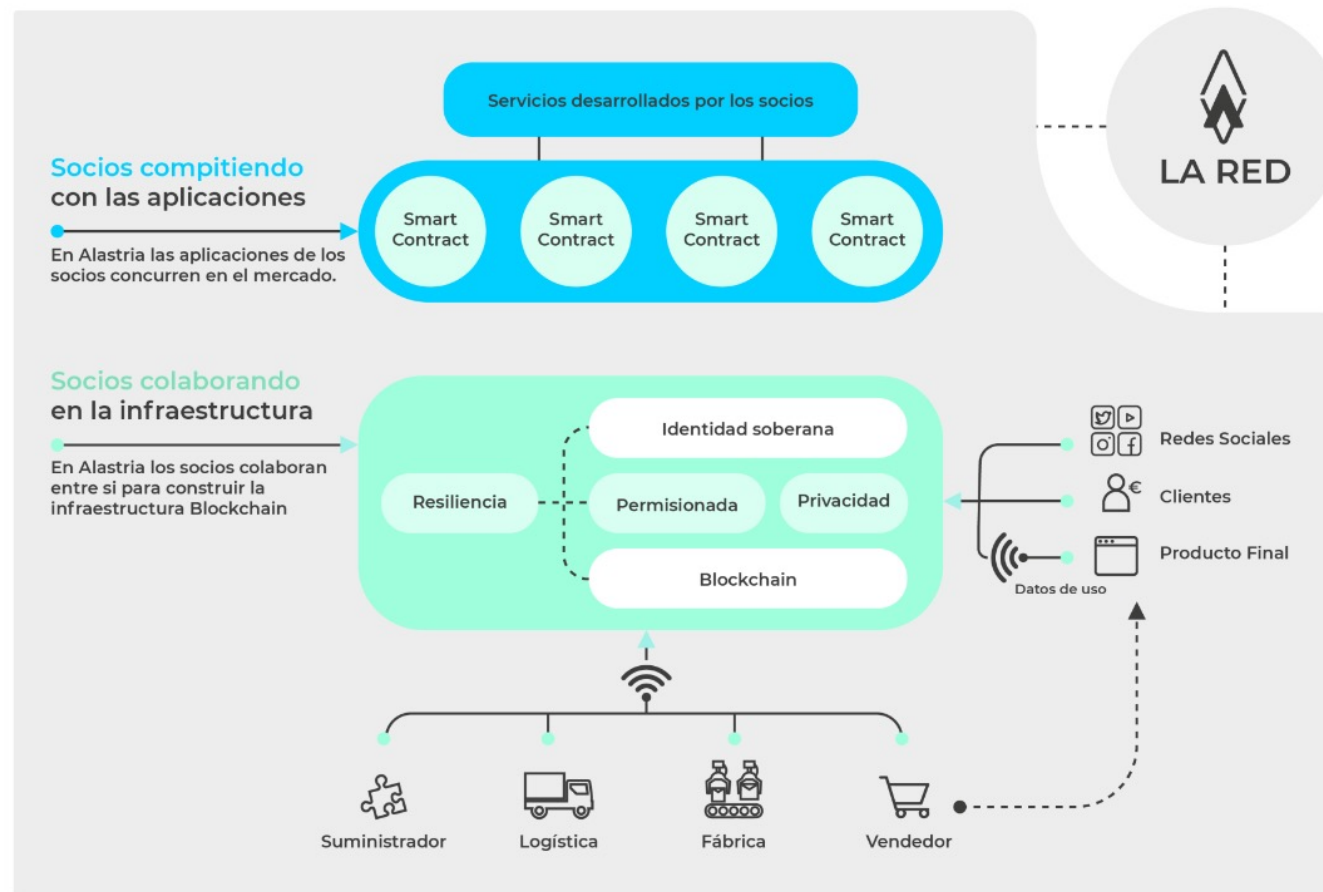 LA RED
Servicios desarrollados por los socios
Socios compitiendo
con las aplicaciones
En Alastria las aplicaciones de los
socios concurren en el mercado.
Smart
Contract
Smart
Contract
Smart
Contract
Smart
Contract
Socios colaborando
en la infraestructura
En Alastria los socios colaboran
entre si para construir la
infraestructura Blockchain
Identidad soberana
Resiliencia
Permisionada
Privacidad
Blockchain
Redes Sociales
€
Clientes
Producto Final
Datos de uso
Suministrador
Logística
Fábrica
Vendedor